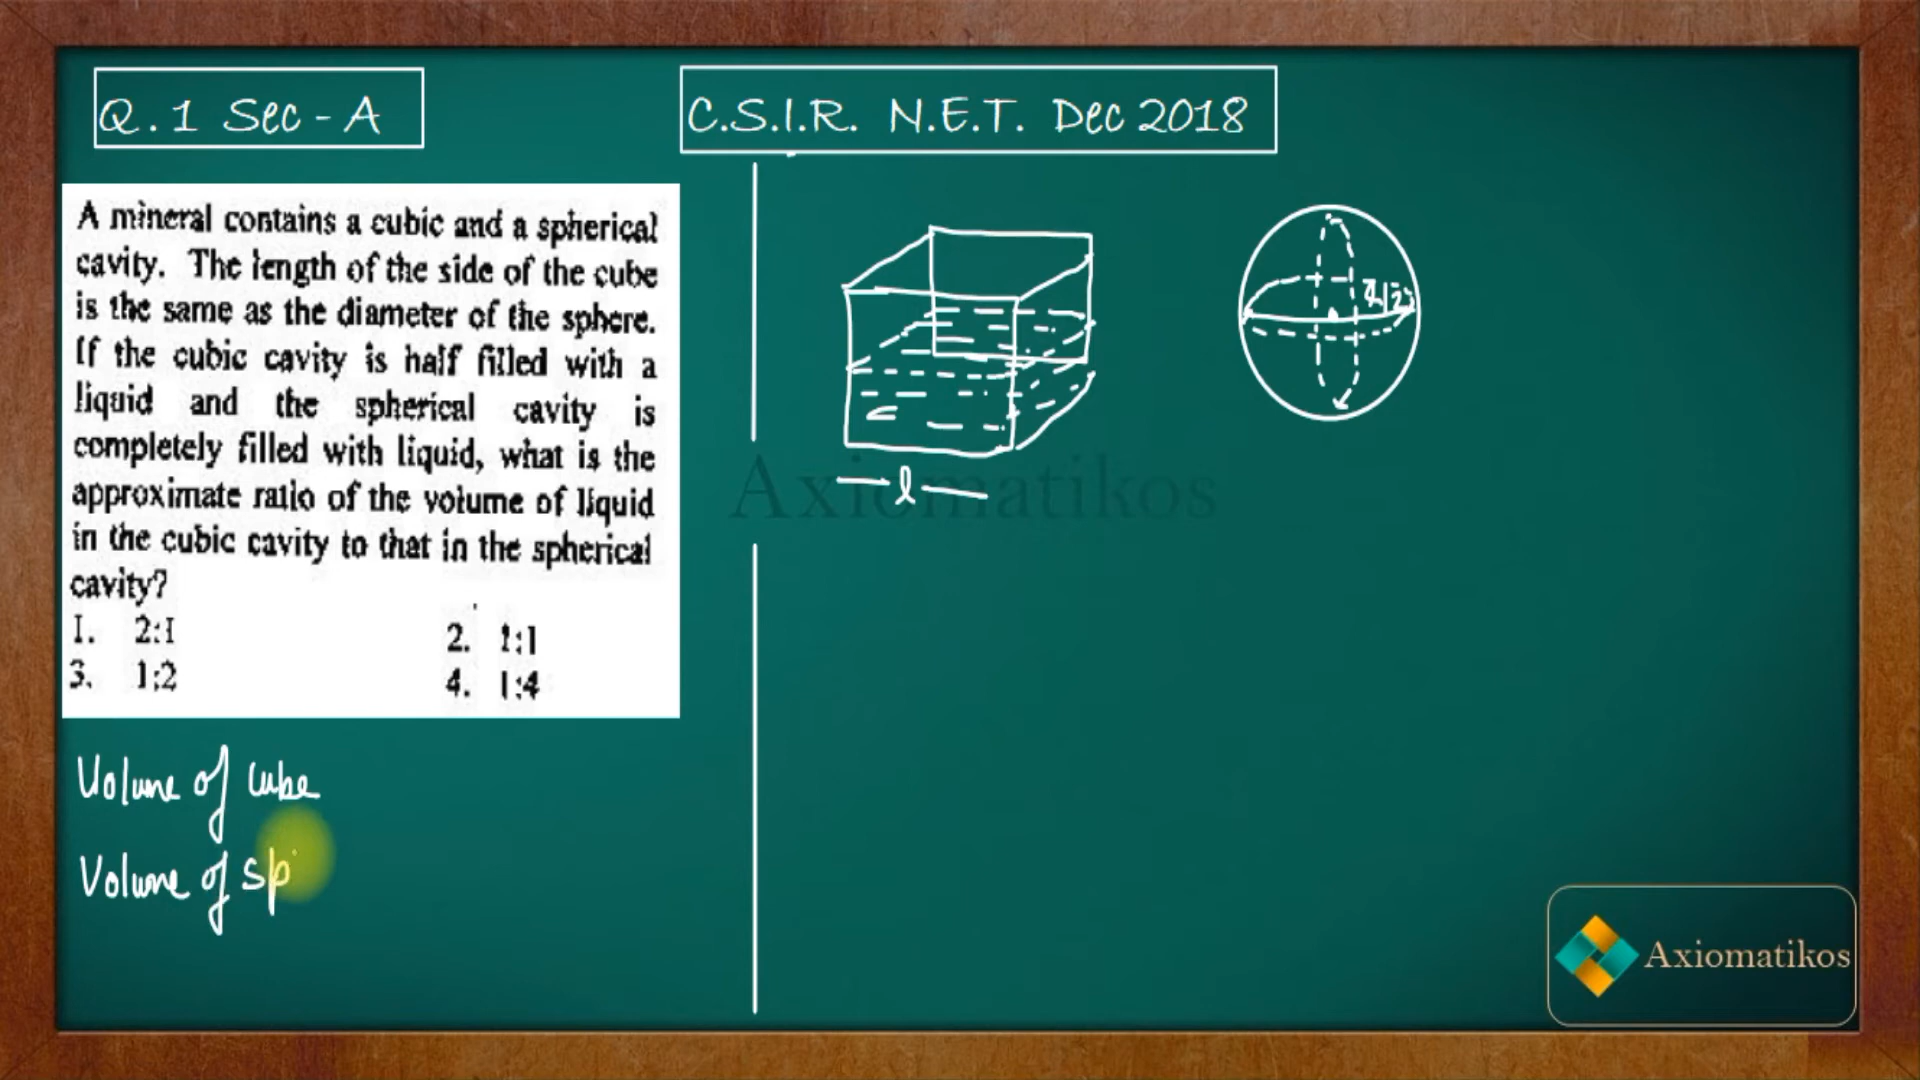 Q.1 Sec - A
C.S.I.R. N.E.T. Dec 2018
A mineral contains a cubic and a spherical
cavity. The length of the side of the cube
is the same as the diameter of the sphere.
If the cubic cavity is half filled with a
liquid and the spherical cavity is
completely filled with liquid, what is the
approximate ratio of the volume of liquid
in the cubic cavity to that in the spherical
cavity?
1. 2:1 2. 1:1
3. 1:2 4. 1:4
Volume of cube
Volume of sp
l
Axiomatikos
Axiomatikos